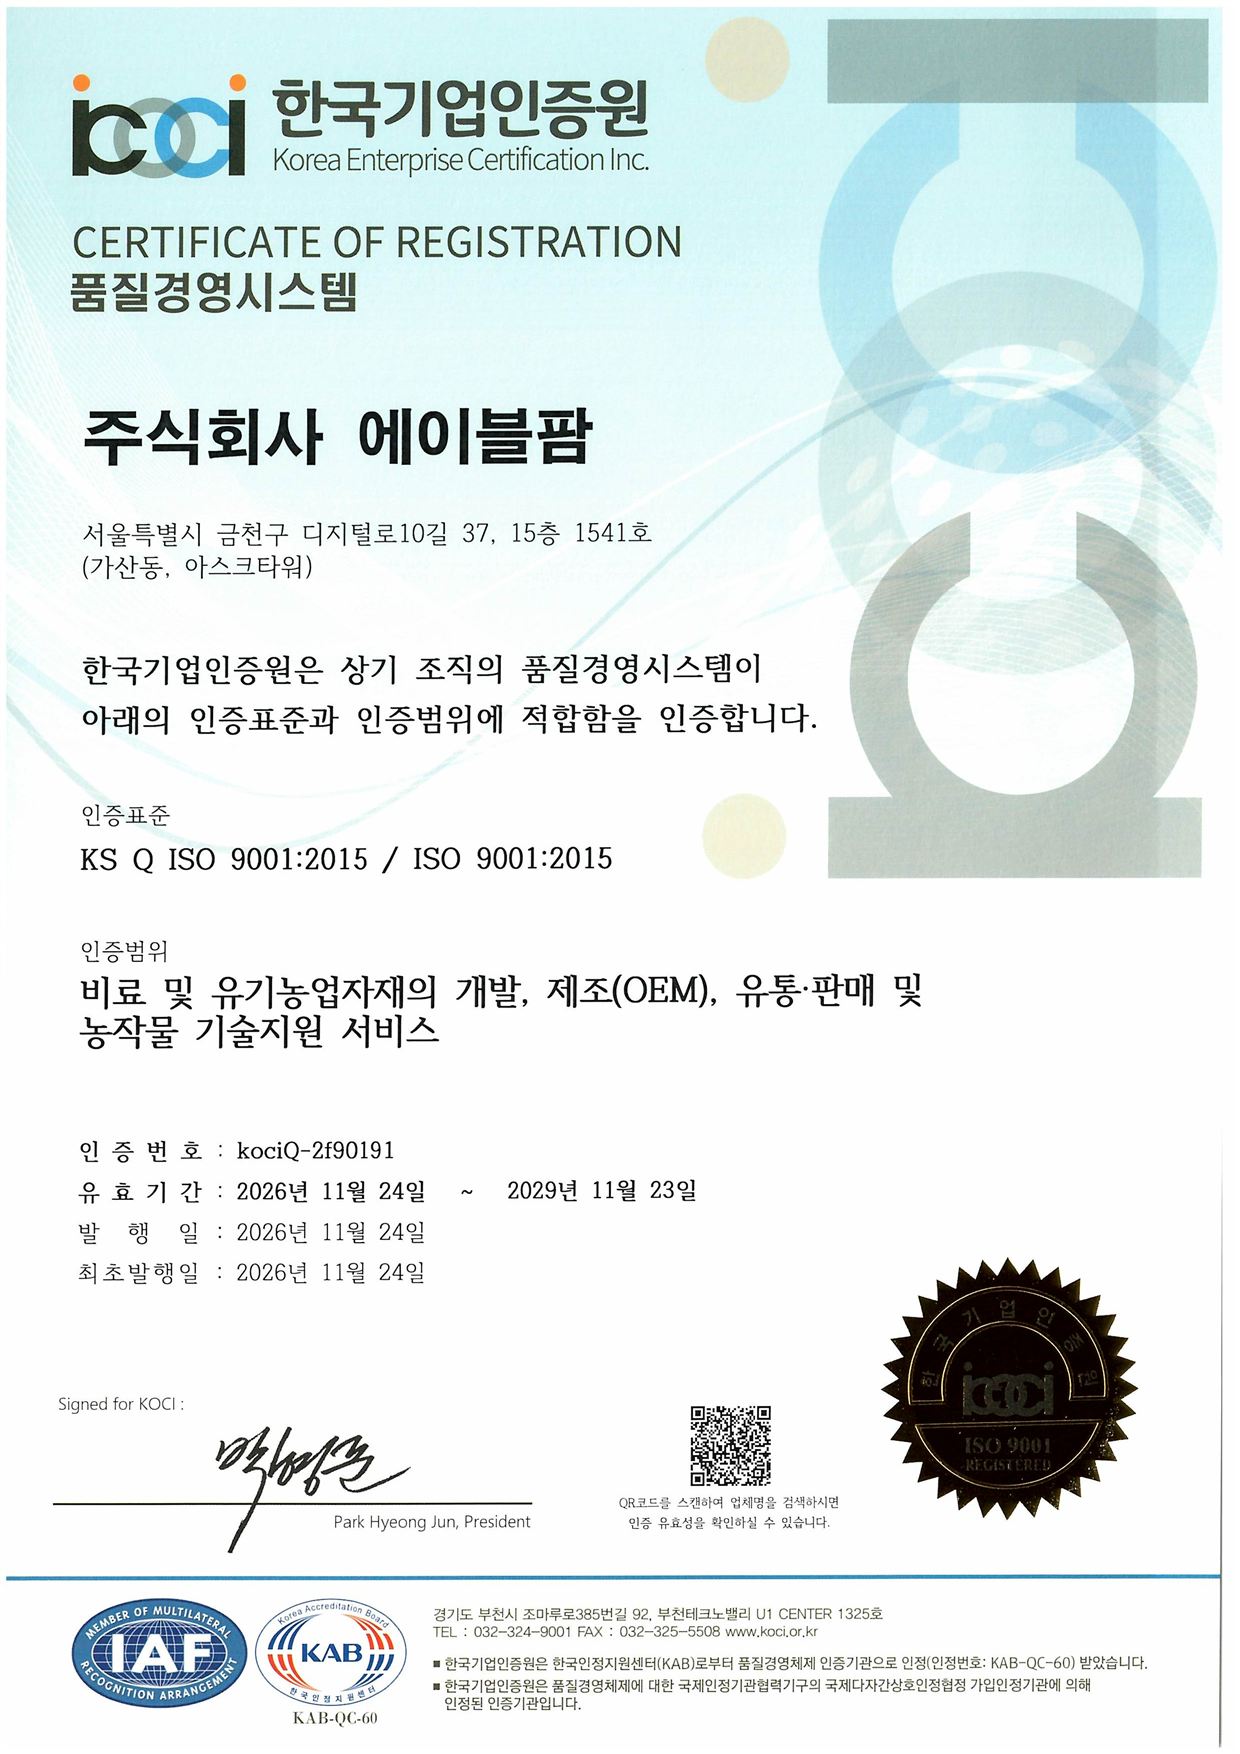 koci 한국기업인증원
Korea Enterprise Certification Inc.
CERTIFICATE OF REGISTRATION
품질경영시스템
주식회사 에이블팜
서울특별시 금천구 디지털로10길 37, 15층 1541호
(가산동, 아스크타워)
한국기업인증원은 상기 조직의 품질경영시스템이
아래의 인증표준과 인증범위에 적합함을 인증합니다.
인증표준
KS Q ISO 9001:2015 / ISO 9001:2015
인증범위
비료 및 유기농업자재의 개발, 제조(OEM), 유통·판매 및
농작물 기술지원 서비스
인 증 번 호 : kociQ-2f90191
유 효 기 간 : 2026년 11월 24일 ~ 2029년 11월 23일
발 행 일 : 2026년 11월 24일
최초발행일 : 2026년 11월 24일
Signed for KOCI :
Park Hyeong Jun, President
QR코드를 스캔하여 업체명을 검색하시면
인증 유효성을 확인하실 수 있습니다.
한국기업인증원
koci
ISO 9001
REGISTERED
MEMBER OF MULTILATERAL
IAF
RECOGNITION ARRANGEMENT
Korea Accreditation Board
KAB
한국인정지원센터
KAB-QC-60
경기도 부천시 조마루로385번길 92, 부천테크노밸리 U1 CENTER 1325호
TEL : 032-324-9001 FAX : 032-325-5508 www.koci.or.kr
■ 한국기업인증원은 한국인정지원센터(KAB)로부터 품질경영체제 인증기관으로 인정(인정번호: KAB-QC-60) 받았습니다.
■ 한국기업인증원은 품질경영체제에 대한 국제인정기관협력기구의 국제다자간상호인정협정 가입인정기관에 의해
인정된 인증기관입니다.